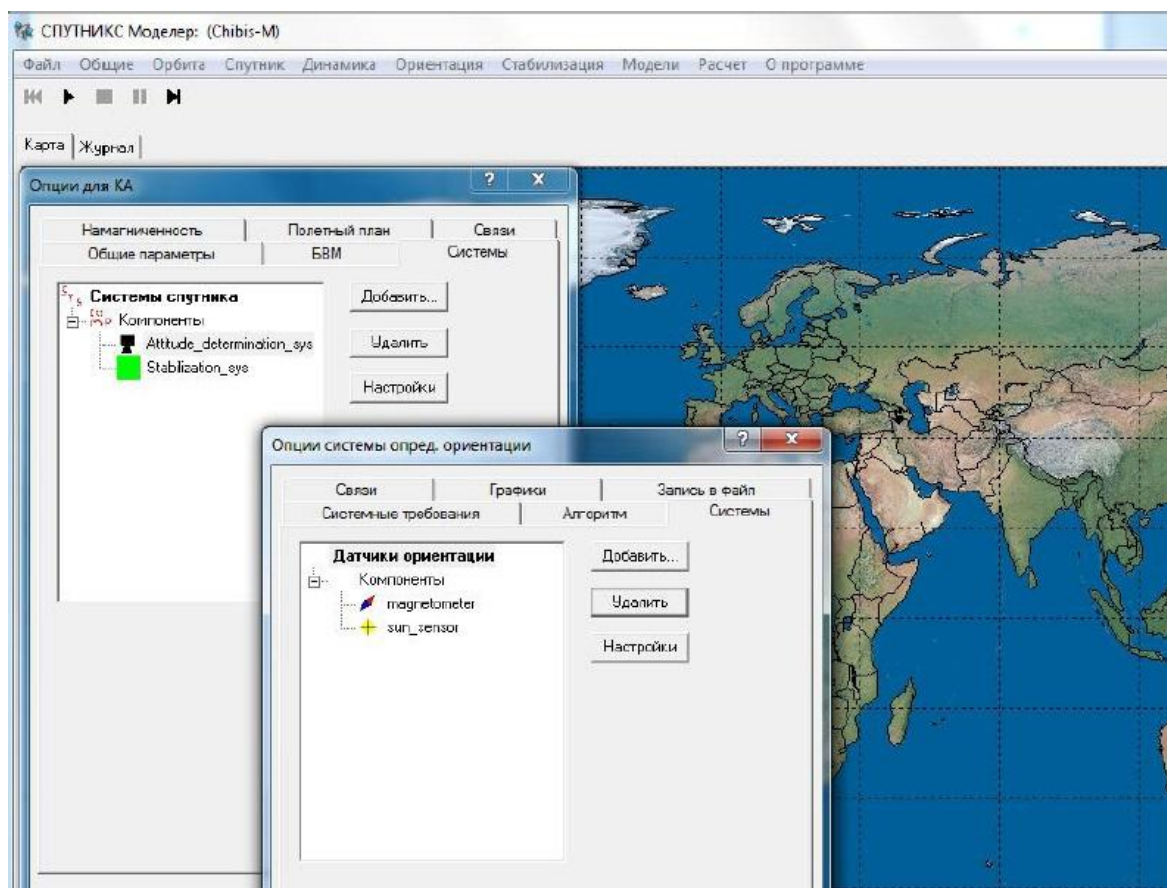 СПУТНИКС Моделер: (Chibis-M)
Файл Общие Орбита Спутник Динамика Ориентация Стабилизация Модели Расчет О программе
Карта Журнал
Опции для КА
Намагниченность Полетный план Связи
Общие параметры БВМ Системы
Системы спутника
Компоненты
Attitude_determination_sys
Stabilization_sys
Добавить...
Удалить
Настройки
Опции системы опред. ориентации
Связи Графики Запись в файл
Системные требования Алгоритм Системы
Датчики ориентации
Компоненты
magnetometer
sun_sensor
Добавить...
Удалить
Настройки